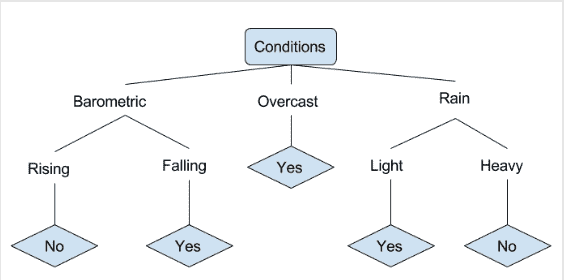 Conditions
Barometric
Overcast
Rain
Rising
Falling
Yes
Light
Heavy
No
Yes
Yes
No